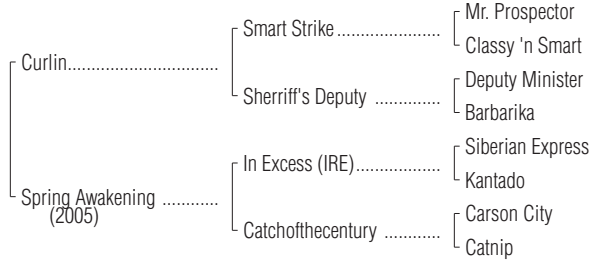 Mr. Prospector
Smart Strike ...................
Classy 'n Smart
Curlin...............................
Deputy Minister
Sherriff's Deputy ............
Barbarika
Siberian Express
In Excess (IRE)................
Kantado
Spring Awakening ...........
(2005)
Carson City
Catchofthecentury ...........
Catnip